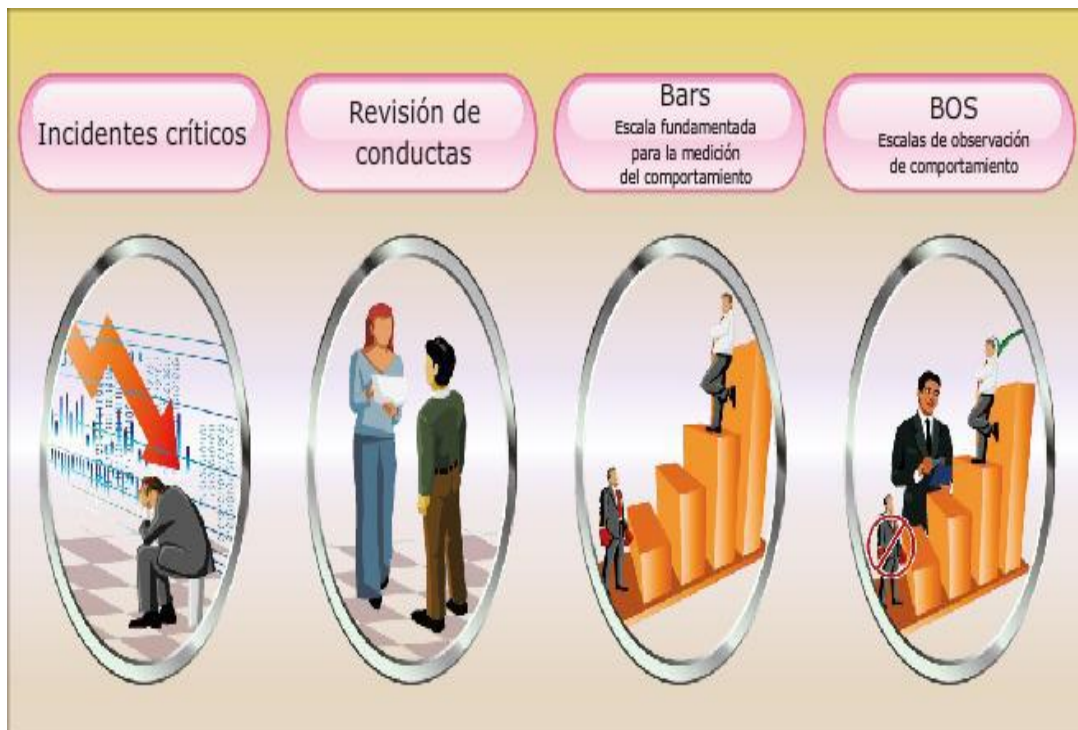 Incidentes críticos
Revisión de
conductas
Bars
Escala fundamentada
para la medición
del comportamiento
BOS
Escalas de observación
de comportamiento